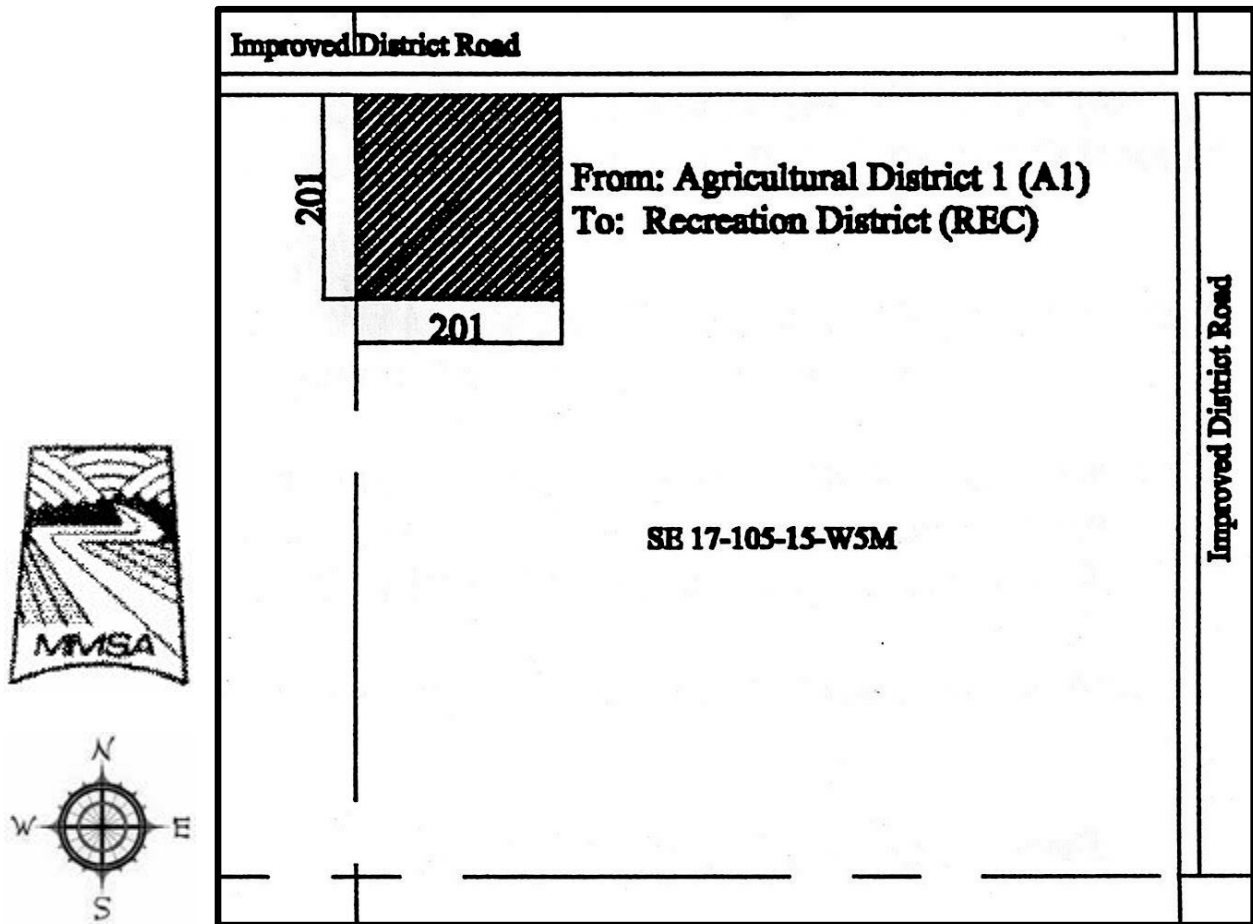 Improved District Road
201
From: Agricultural District 1 (A1)
To: Recreation District (REC)
201
Improved District Road
SE 17-105-15-W5M
MMSA
N
W
E
S